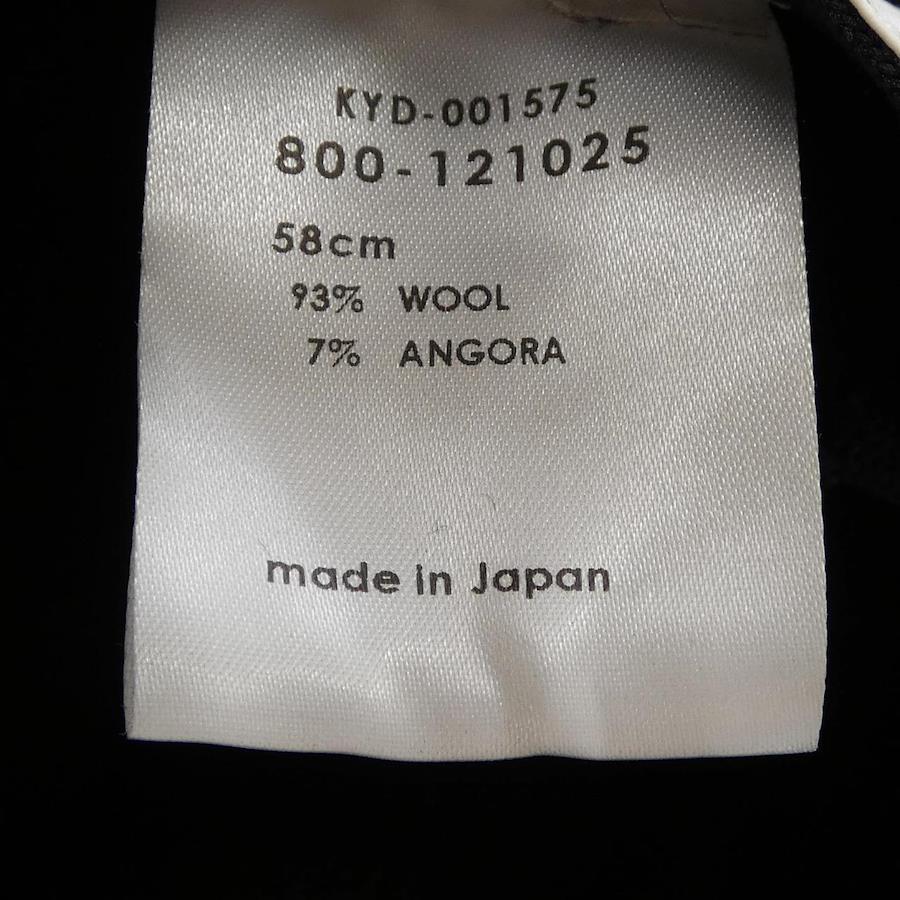 KYD-001575
800-121025
58cm
93% WOOL
7% ANGORA
made in Japan